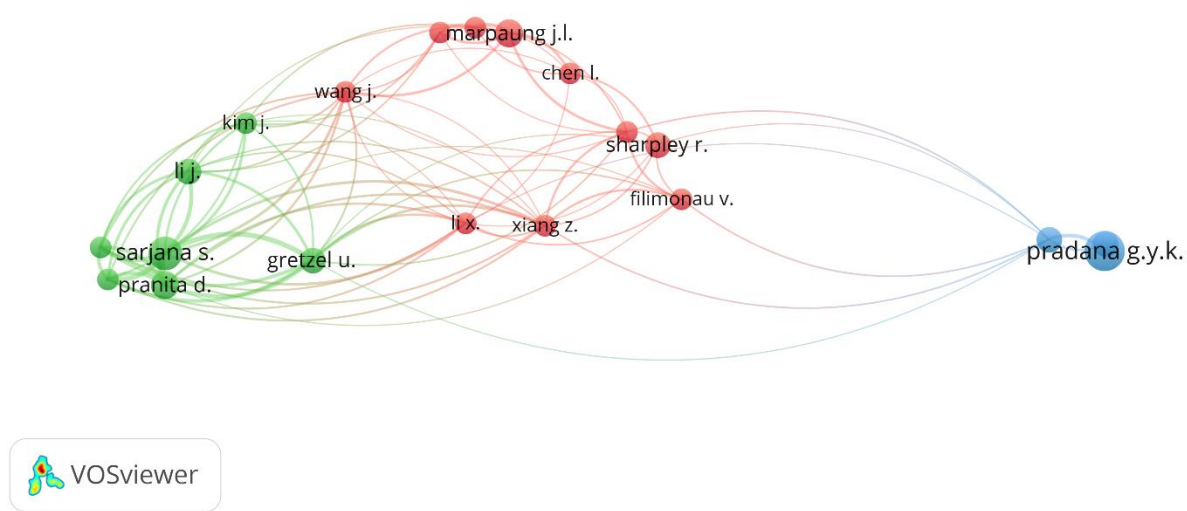 marpaung j.l.
chen l.
wang j.
kim j.
sharpley r.
li j.
filimonau v.
li x.
xiang z.
sarjana s.
gretzel u.
pradana g.y.k.
pranita d.
VOSviewer